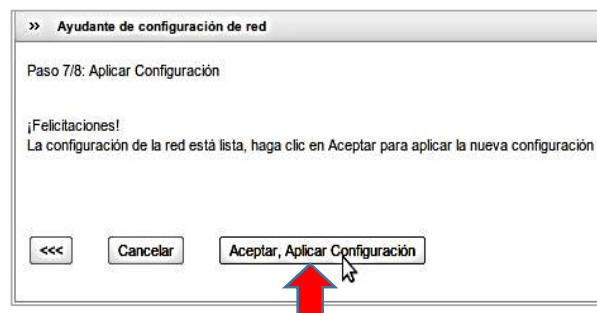 ›› Ayudante de configuración de red
Paso 7/8: Aplicar Configuración
¡Felicitaciones!
La configuración de la red está lista, haga clic en Aceptar para aplicar la nueva configuración
<<< Cancelar Aceptar, Aplicar Configuración